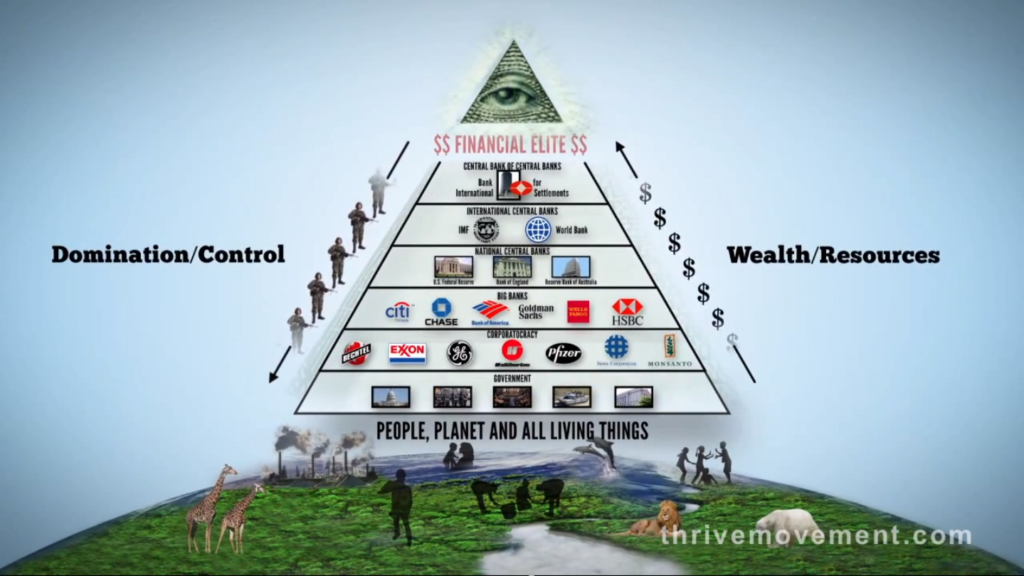 $$ FINANCIAL ELITE $$
CENTRAL BANK OF CENTRAL BANKS
Bank International
for Settlements
INTERNATIONAL CENTRAL BANKS
IMF
World Bank
NATIONAL CENTRAL BANKS
U.S. Federal Reserve
Bank of England
Reserve Bank of Australia
Domination/Control
Wealth/Resources
$
$
$
$
$
$
$
BIG BANKS
citi
CHASE
Bank of America
Goldman Sachs
WELLS FARGO
HSBC
CORPORATOCRACY
BECHTEL
EXXON
GE
Halliburton
Pfizer
News Corporation
MONSANTO
GOVERNMENT
PEOPLE, PLANET AND ALL LIVING THINGS
thrivemovement.com